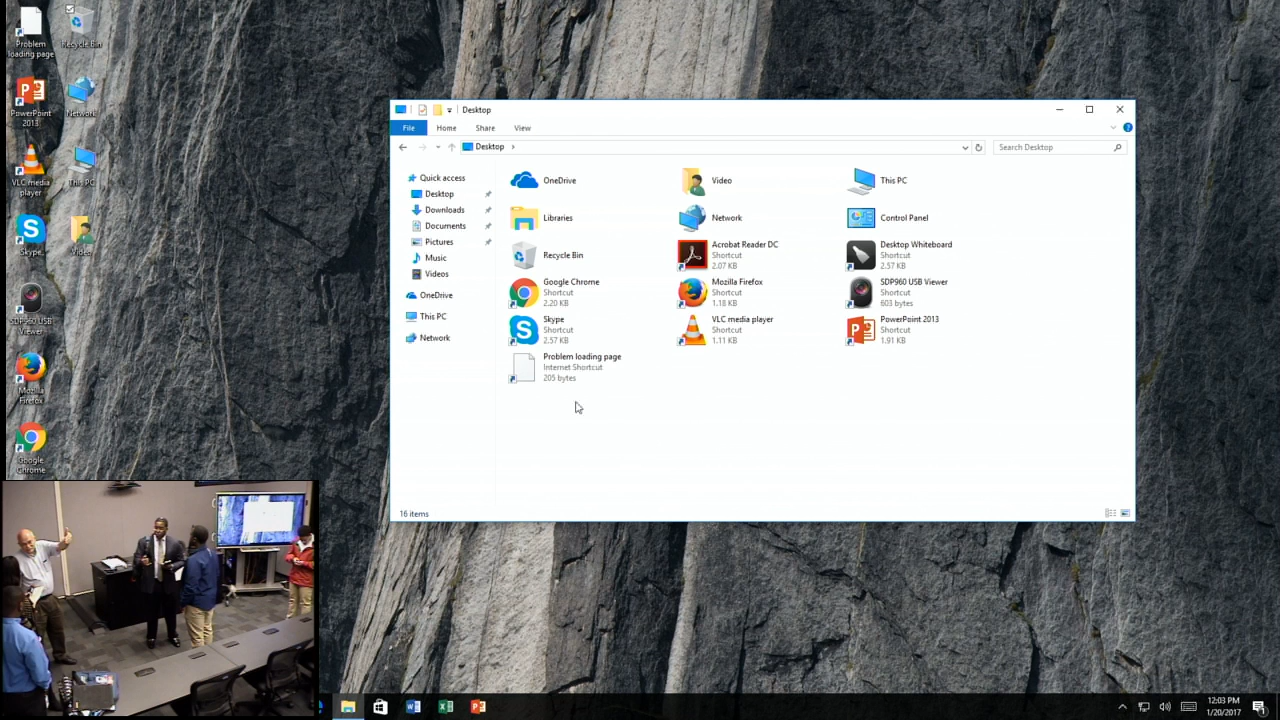 Problem
loading page
Recycle Bin
PowerPoint
2013
Network
VLC media
player
This PC
Skype
Video
SDP960 USB
Viewer
Mozilla
Firefox
Google
Chrome
Desktop
File
Home
Share
View
Desktop
Search Desktop
Quick access
Desktop
Downloads
Documents
Pictures
Music
Videos
OneDrive
This PC
Network
OneDrive
Video
This PC
Libraries
Network
Control Panel
Recycle Bin
Acrobat Reader DC
Shortcut
2.07 KB
Desktop Whiteboard
Shortcut
2.57 KB
Google Chrome
Shortcut
2.20 KB
Mozilla Firefox
Shortcut
1.18 KB
SDP960 USB Viewer
Shortcut
603 bytes
Skype
Shortcut
2.57 KB
VLC media player
Shortcut
1.11 KB
PowerPoint 2013
Shortcut
1.91 KB
Problem loading page
Internet Shortcut
205 bytes
16 items
12:03 PM
1/20/2017